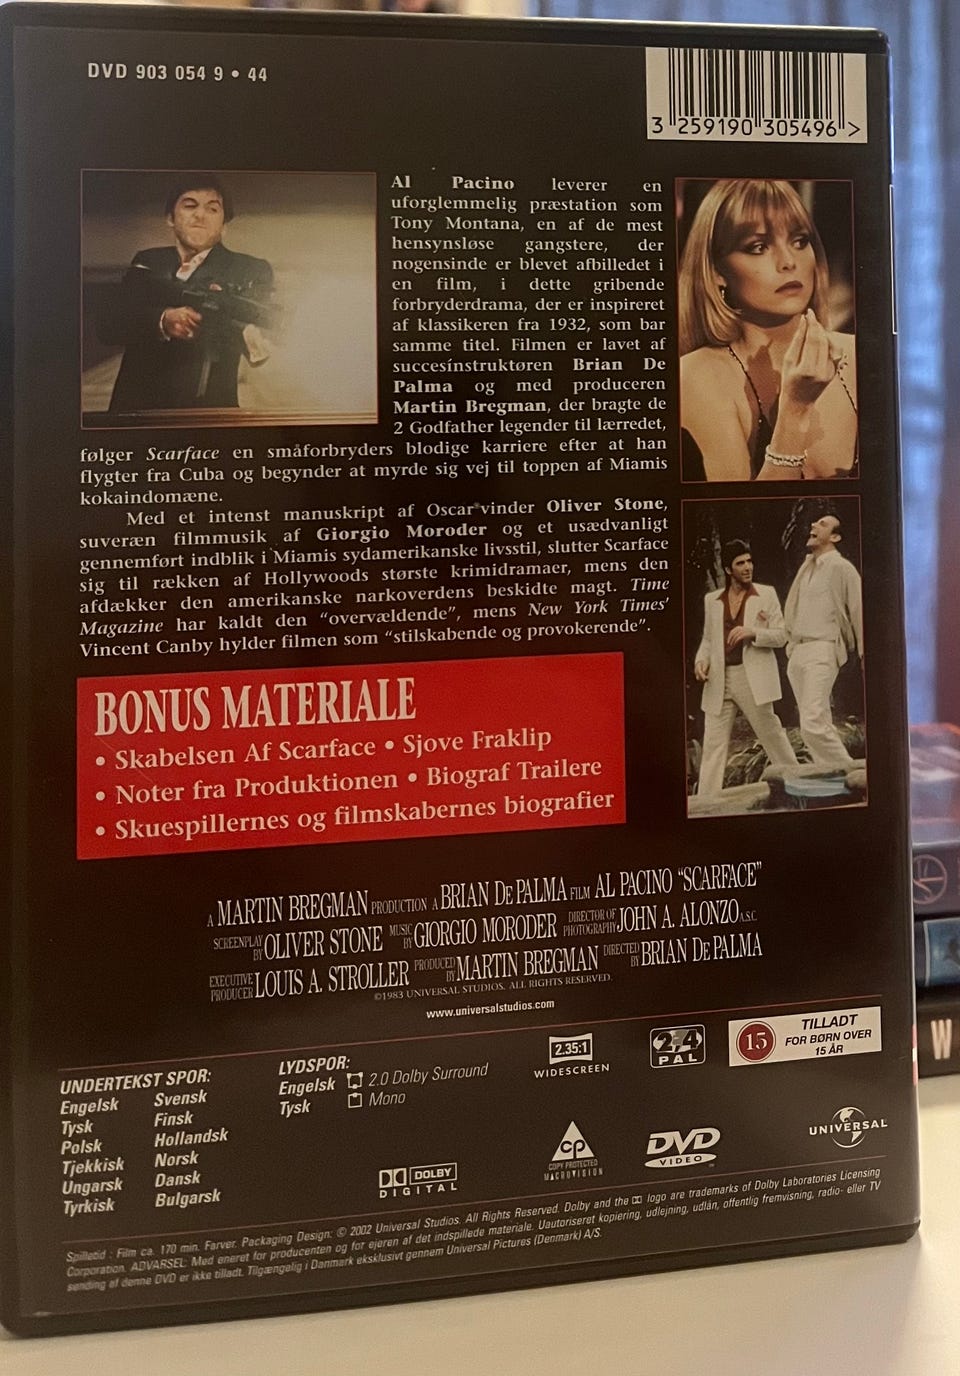 DVD 903 054 9 • 44
3 259190 305496 >
Al Pacino leverer en
uforglemmelig præstation som
Tony Montana, en af de mest
hensynsløse gangstere, der
nogensinde er blevet afbilledet i
en film, i dette gribende
forbryderdrama, der er inspireret
af klassikeren fra 1932, som bar
samme titel. Filmen er lavet af
succesínstruktøren Brian De
Palma og med produceren
Martin Bregman, der bragte de
2 Godfather legender til lærredet,
følger Scarface en småforbryders blodige karriere efter at han
flygter fra Cuba og begynder at myrde sig vej til toppen af Miamis
kokaindomæne.
Med et intenst manuskript af Oscar®vinder Oliver Stone,
suveræn filmmusik af Giorgio Moroder og et usædvanligt
gennemført indblik i Miamis sydamerikanske livsstil, slutter Scarface
sig til rækken af Hollywoods største krimidramaer, mens den
afdækker den amerikanske narkoverdens beskidte magt. Time
Magazine har kaldt den “overvældende”, mens New York Times’
Vincent Canby hylder filmen som “stilskabende og provokerende”.
BONUS MATERIALE
• Skabelsen Af Scarface • Sjove Fraklip
• Noter fra Produktionen • Biograf Trailere
• Skuespillernes og filmskabernes biografier
A MARTIN BREGMAN PRODUCTION A BRIAN DE PALMA FILM AL PACINO “SCARFACE”
SCREENPLAY BY OLIVER STONE MUSIC BY GIORGIO MORODER DIRECTOR OF PHOTOGRAPHY JOHN A. ALONZO A.S.C.
EXECUTIVE PRODUCER LOUIS A. STROLLER PRODUCED BY MARTIN BREGMAN DIRECTED BY BRIAN DE PALMA
©1983 UNIVERSAL STUDIOS. ALL RIGHTS RESERVED.
www.universalstudios.com
UNDERTEKST SPOR:
Engelsk
Tysk
Polsk
Tjekkisk
Ungarsk
Tyrkisk
Svensk
Finsk
Hollandsk
Norsk
Dansk
Bulgarsk
LYDSPOR:
Engelsk 2.0 Dolby Surround
Tysk Mono
2.35:1
WIDESCREEN
2,4
PAL
15
TILLADT
FOR BØRN OVER
15 ÅR
DOLBY
DIGITAL
CP
COPY PROTECTED
MACROVISION
DVD
VIDEO
UNIVERSAL
Spilletid : Film ca. 170 min. Farver. Packaging Design: © 2002 Universal Studios. All Rights Reserved. Dolby and the logo are trademarks of Dolby Laboratories Licensing
Corporation. ADVARSEL: Med eneret for producenten og for ejeren af det indspillede materiale. Uautoriseret kopiering, udlejning, udlån, offentlig fremvisning, radio- eller TV
sending af denne DVD er ikke tilladt. Tilgængelig i Danmark eksklusivt gennem Universal Pictures (Denmark) A/S.
W